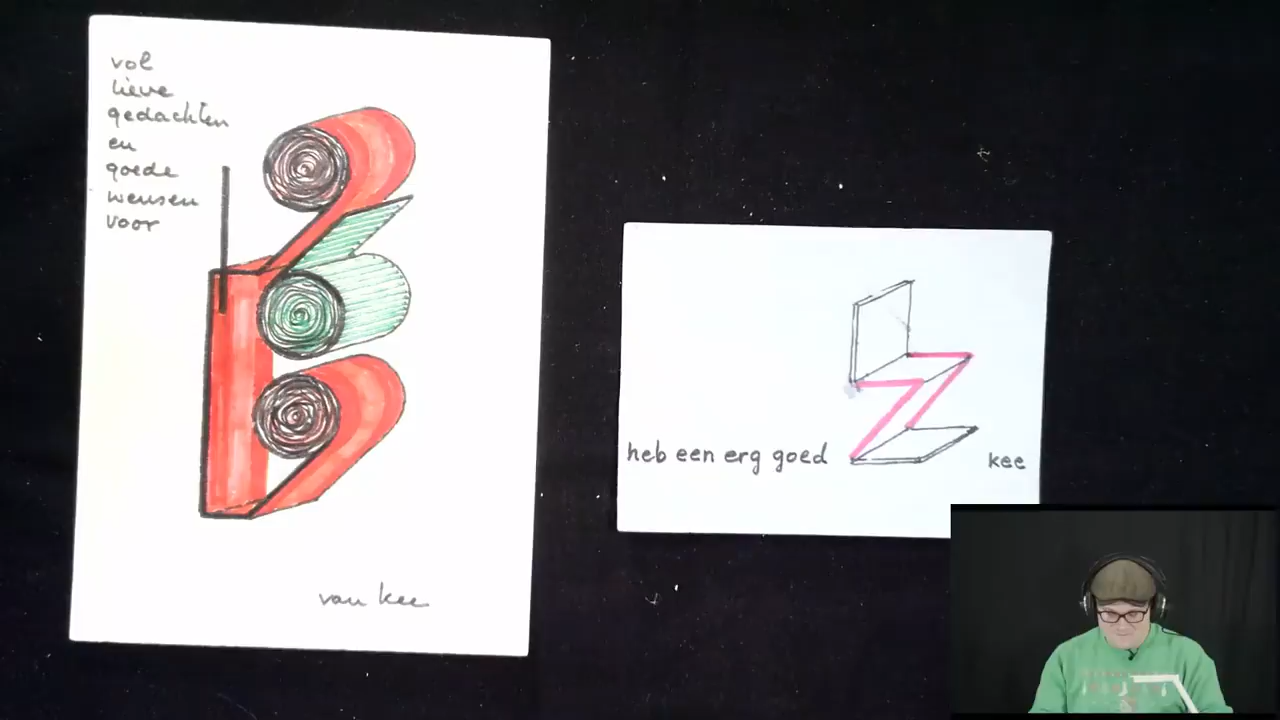 vol
lieve
gedachten
en
goede
wensen
voor
van kee
heb een erg goed kee